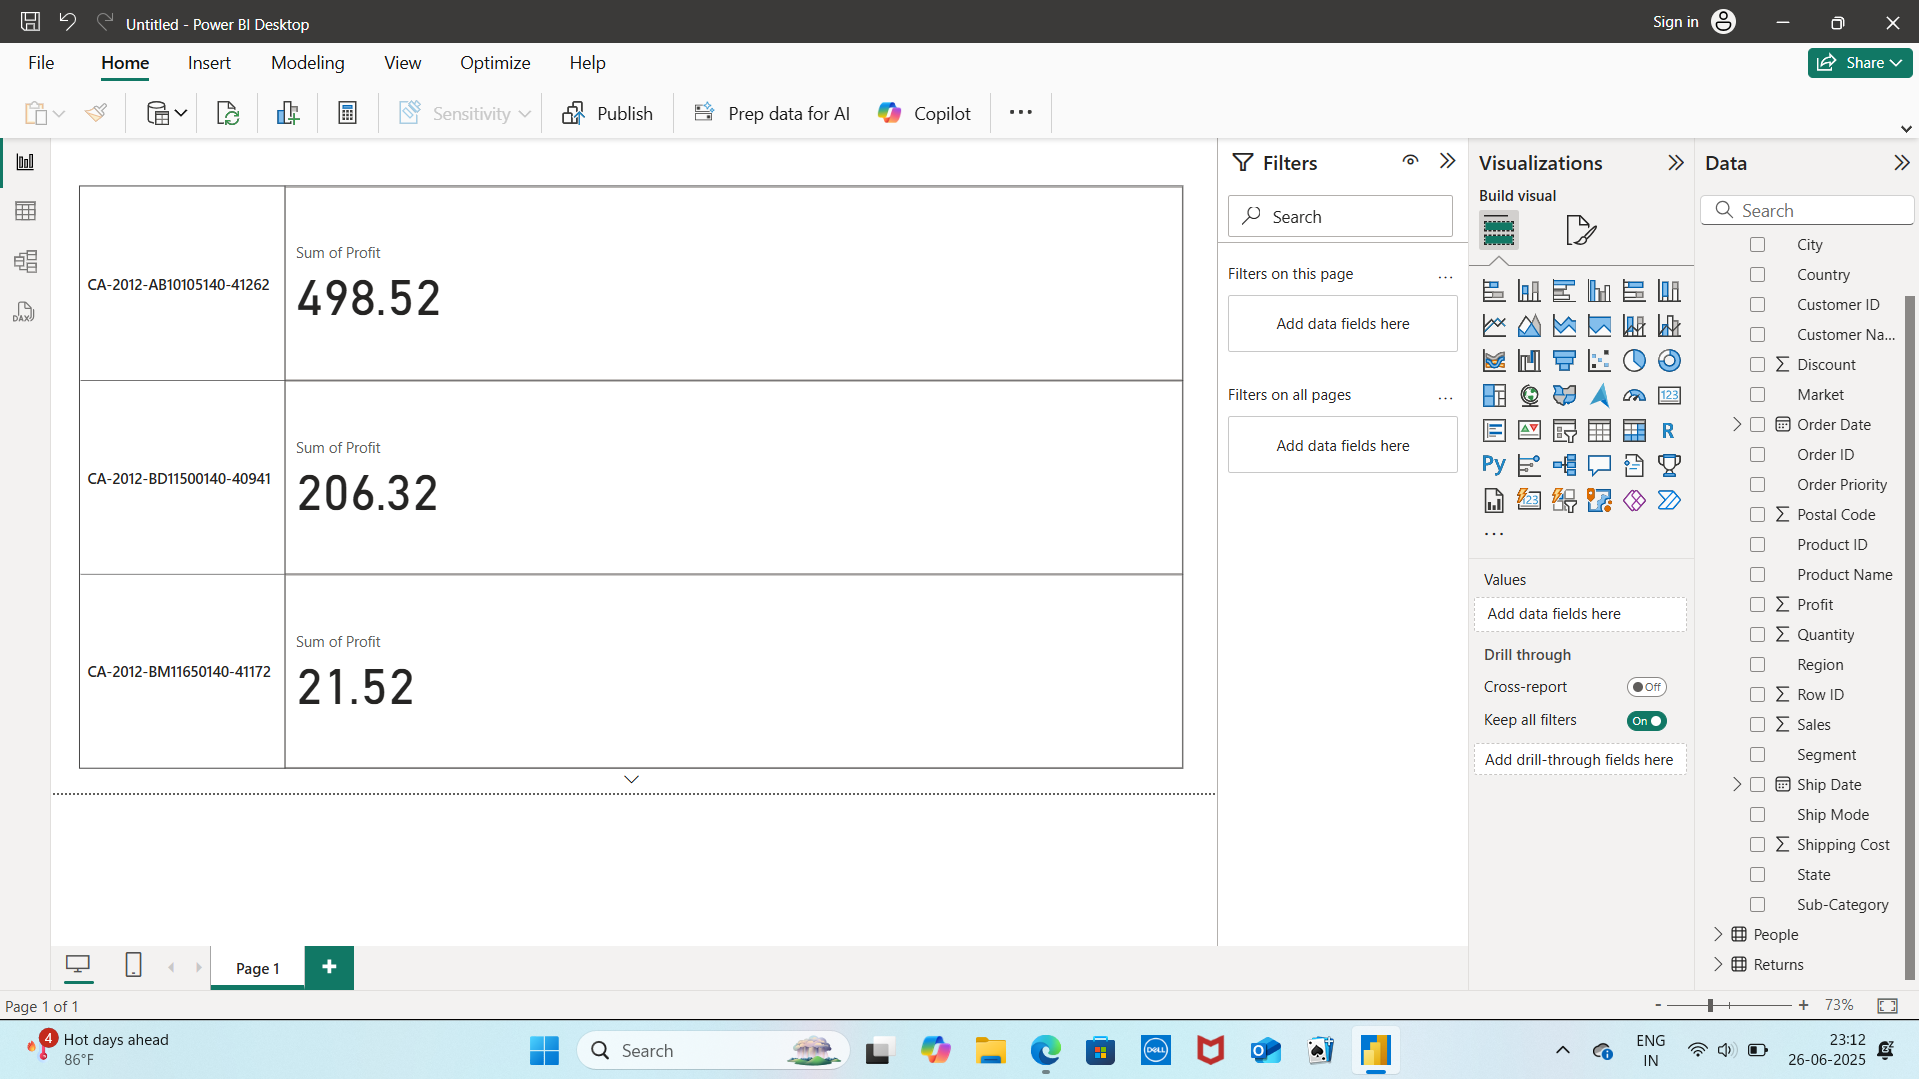 Untitled - Power BI Desktop
Sign in
File Home Insert Modeling View Optimize Help
Share
Sensitivity
Publish
Prep data for AI
Copilot
CA-2012-AB10105140-41262
Sum of Profit
498.52
CA-2012-BD11500140-40941
Sum of Profit
206.32
CA-2012-BM11650140-41172
Sum of Profit
21.52
DAX
Filters
Search
Filters on this page
...
Add data fields here
Filters on all pages
...
Add data fields here
Visualizations
Build visual
123
R
Py
123
...
Values
Add data fields here
Drill through
Cross-report
Off
Keep all filters
On
Add drill-through fields here
Data
Search
City
Country
Customer ID
Customer Na...
Σ Discount
Market
Order Date
Order ID
Order Priority
Σ Postal Code
Product ID
Product Name
Σ Profit
Σ Quantity
Region
Σ Row ID
Σ Sales
Segment
Ship Date
Ship Mode
Σ Shipping Cost
State
Sub-Category
People
Returns
Page 1
+
Page 1 of 1
- + 73%
4
Hot days ahead
86°F
Search
DELL
ENG
IN
23:12
26-06-2025